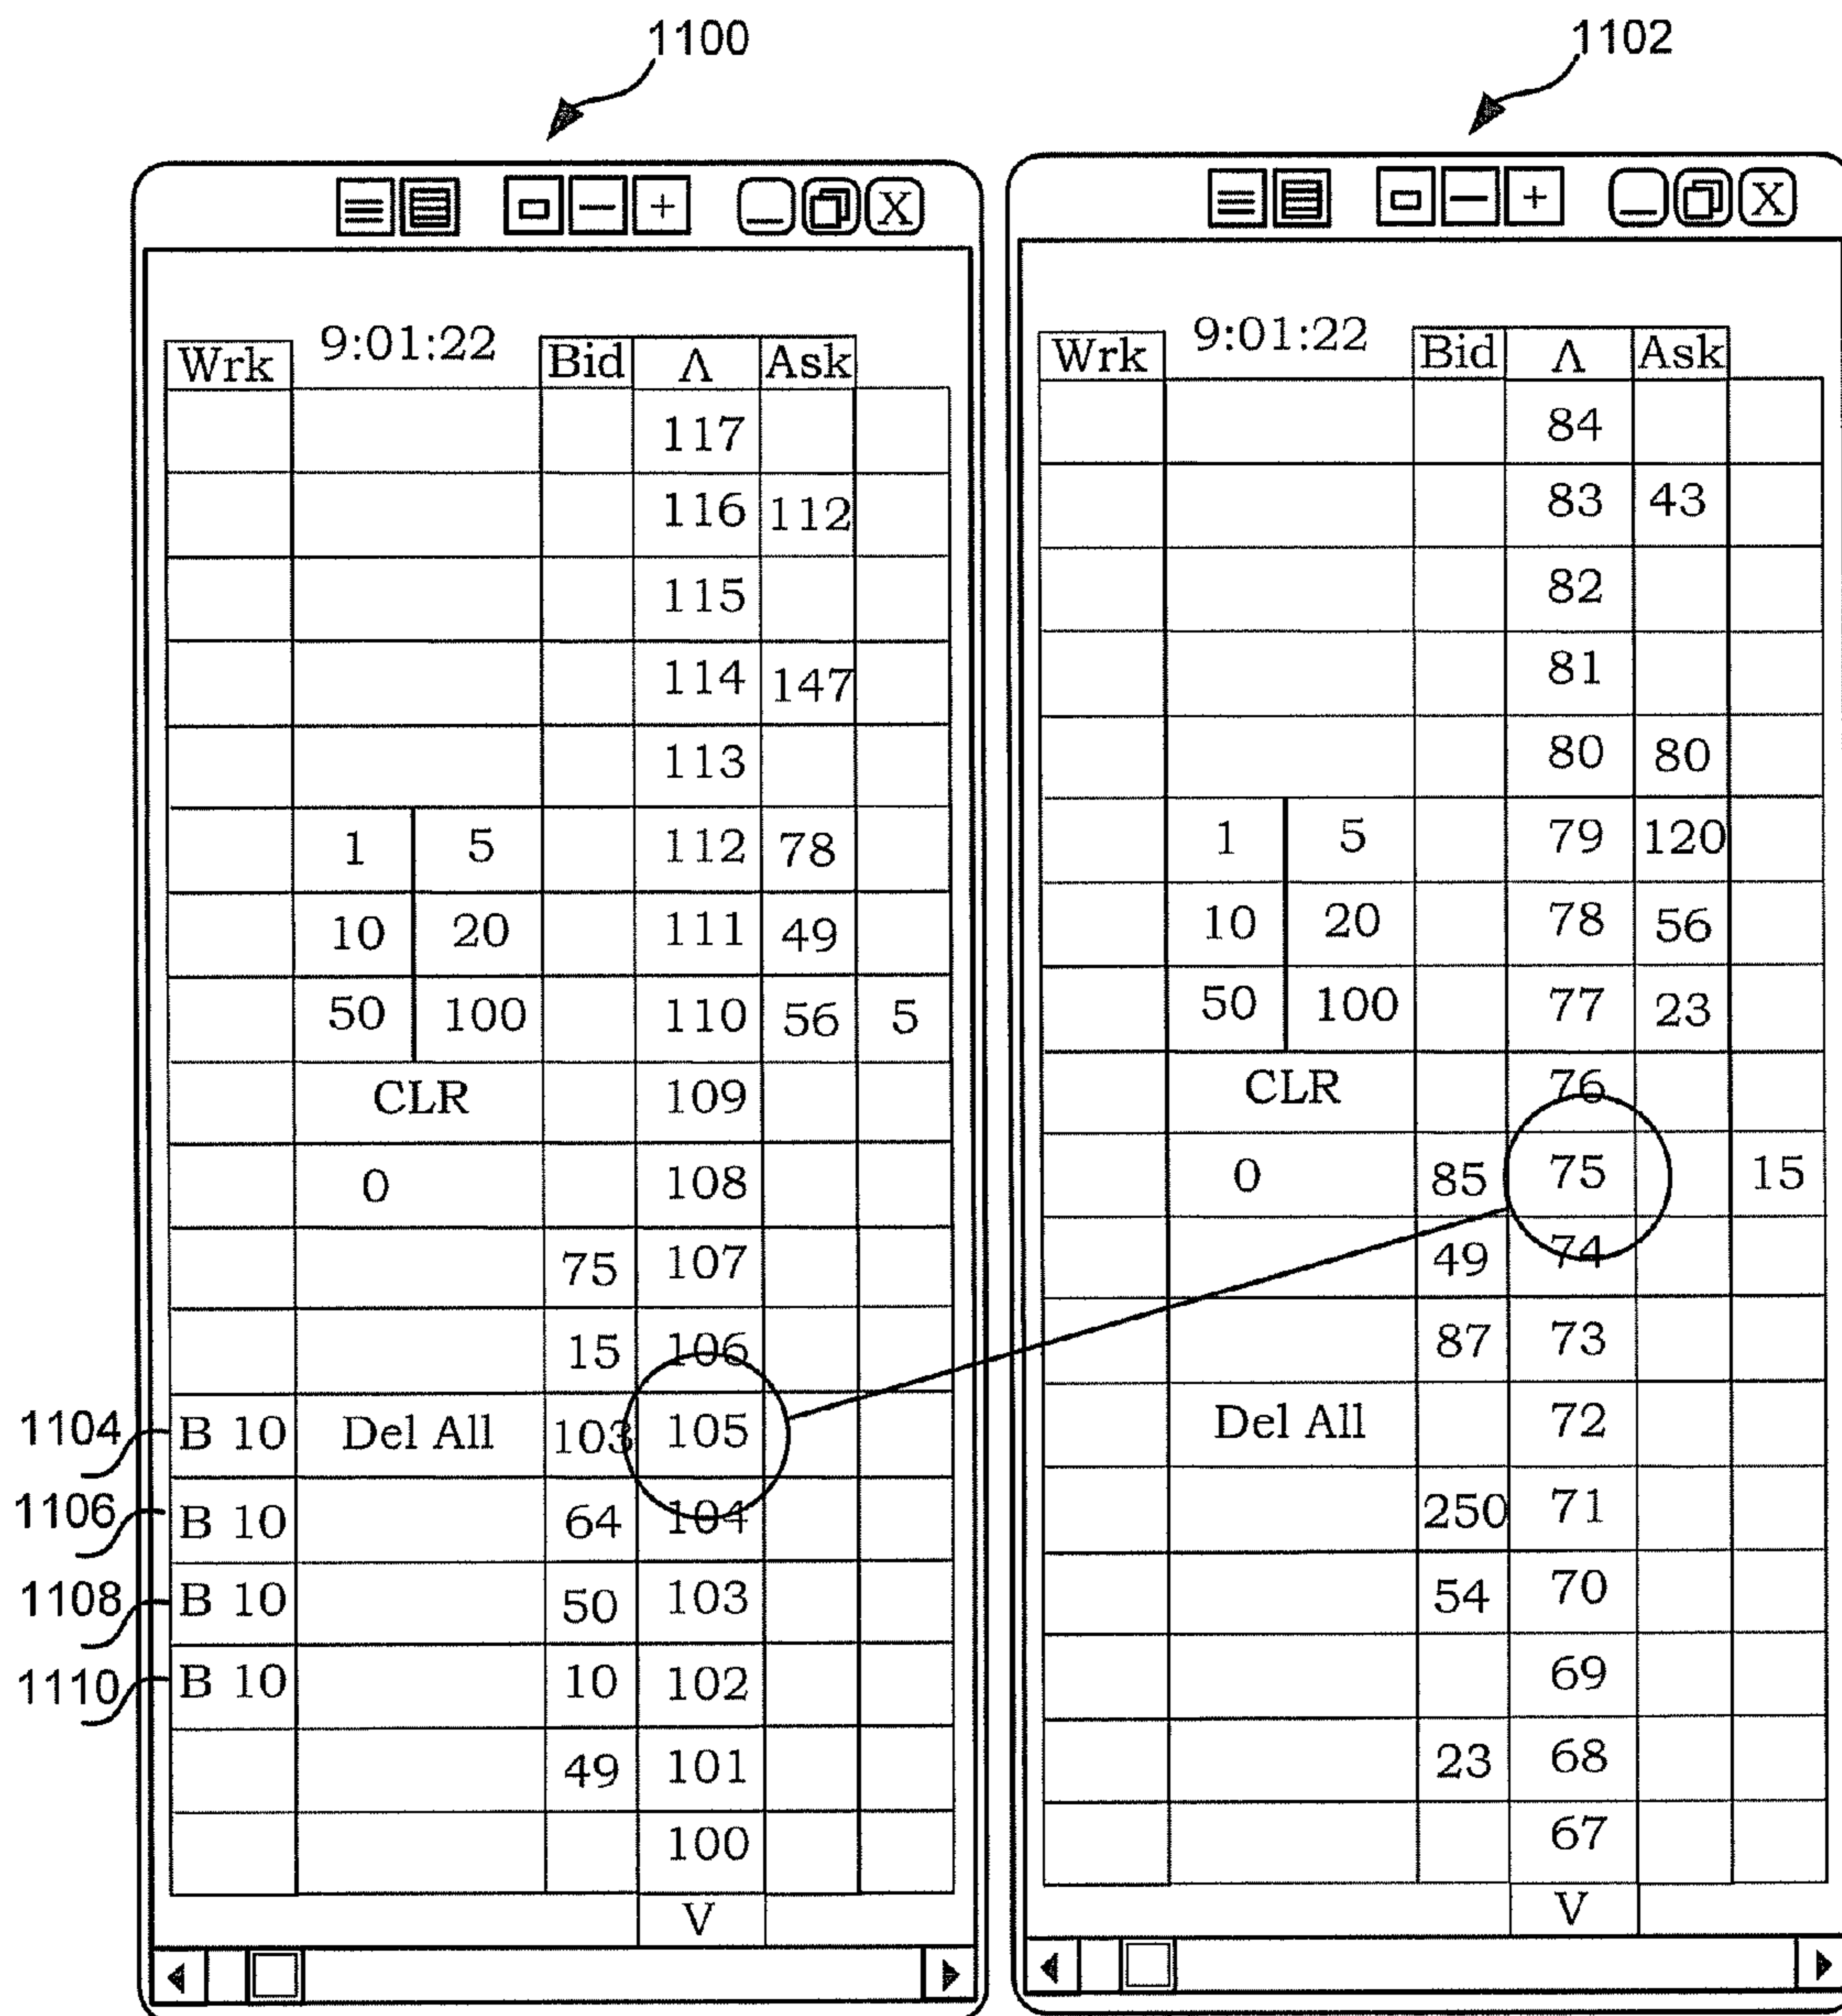 1100 1102
X X
Wrk 9:01:22 Bid Λ Ask Wrk 9:01:22 Bid Λ Ask
117 84
116 112 83 43
115 82
114 147 81
113 80 80
1 5 112 78 1 5 79 120
10 20 111 49 10 20 78 56
50 100 110 56 5 50 100 77 23
CLR 109 CLR 76
0 108 0 85 75 15
75 107 49 74
15 106 87 73
1104 B 10 Del All 103 105 Del All 72
1106 B 10 64 104 250 71
1108 B 10 50 103 54 70
1110 B 10 10 102 69
49 101 23 68
100 67
V V